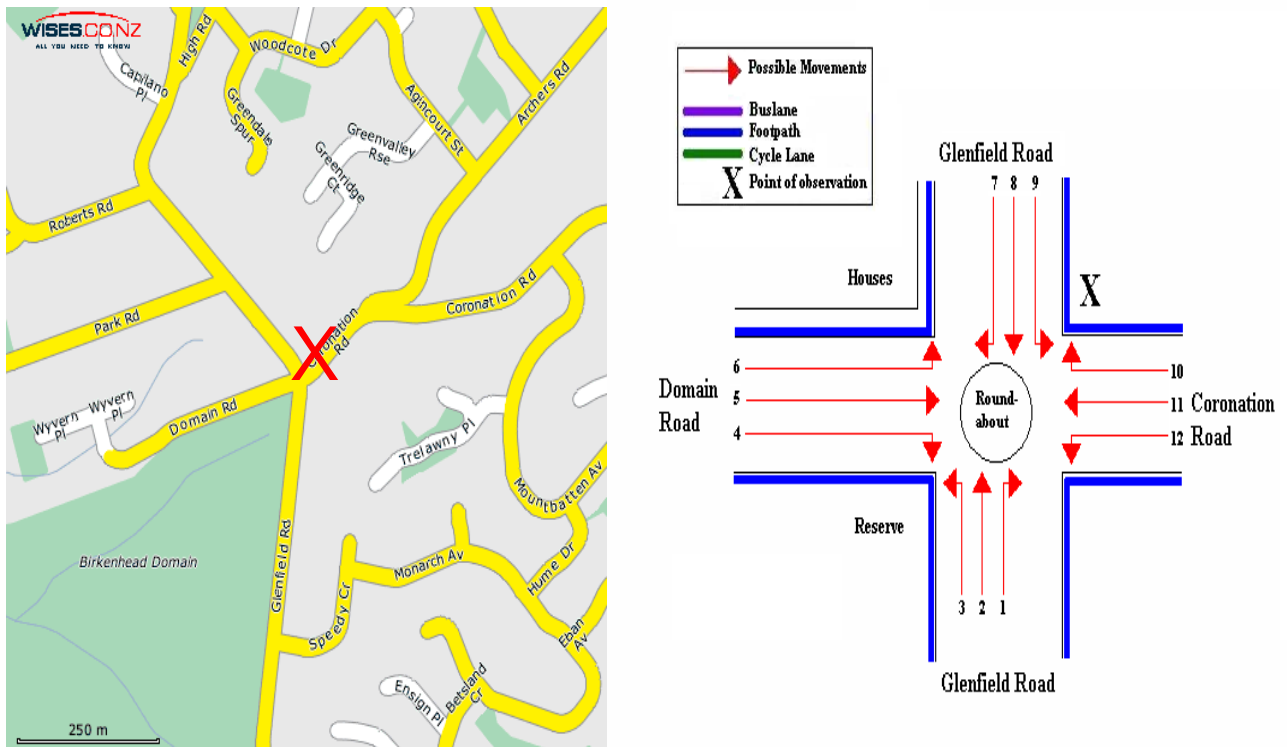 WISES.CO.NZ
ALL YOU NEED TO KNOW
High Rd
Woodcote Dr
Capilano
Pl
Greendale
Spur
Agincourt St
Archers Rd
Greenvalley
Rse
Greenridge
Ct
Roberts Rd
Coronation Rd
Park Rd
Coronation
Rd
X
Domain Rd
Wyvern
Pl
Wyvern
Pl
Trelawny Pl
Mountbatten Av
Birkenhead Domain
Glenfield Rd
Monarch Av
Hume Dr
Speedy Cr
Eban
Av
Ensign Pl
Betsland
Cr
250 m
Possible Movements
Buslane
Footpath
Cycle Lane
X Point of observation
Glenfield Road
7 8 9
Houses
X
6
5
4
Domain
Road
Round-
about
10
11
12
Coronation
Road
Reserve
3 2 1
Glenfield Road